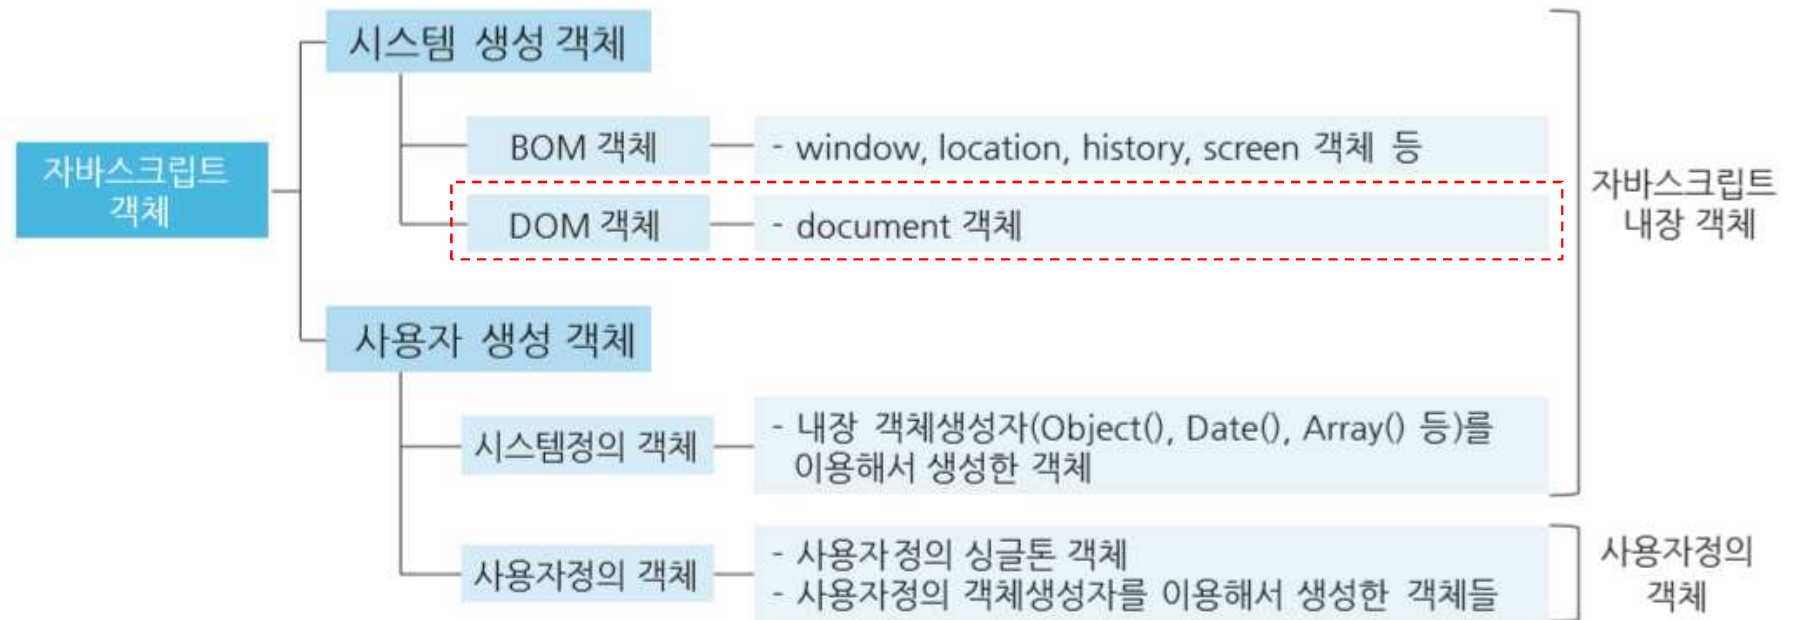 시스템 생성 객체
BOM 객체
- window, location, history, screen 객체 등
자바스크립트
객체
DOM 객체
- document 객체
자바스크립트
내장 객체
사용자 생성 객체
시스템정의 객체
- 내장 객체생성자(Object(), Date(), Array() 등)를
이용해서 생성한 객체
사용자정의 객체
- 사용자정의 싱글톤 객체
- 사용자정의 객체생성자를 이용해서 생성한 객체들
사용자정의
객체